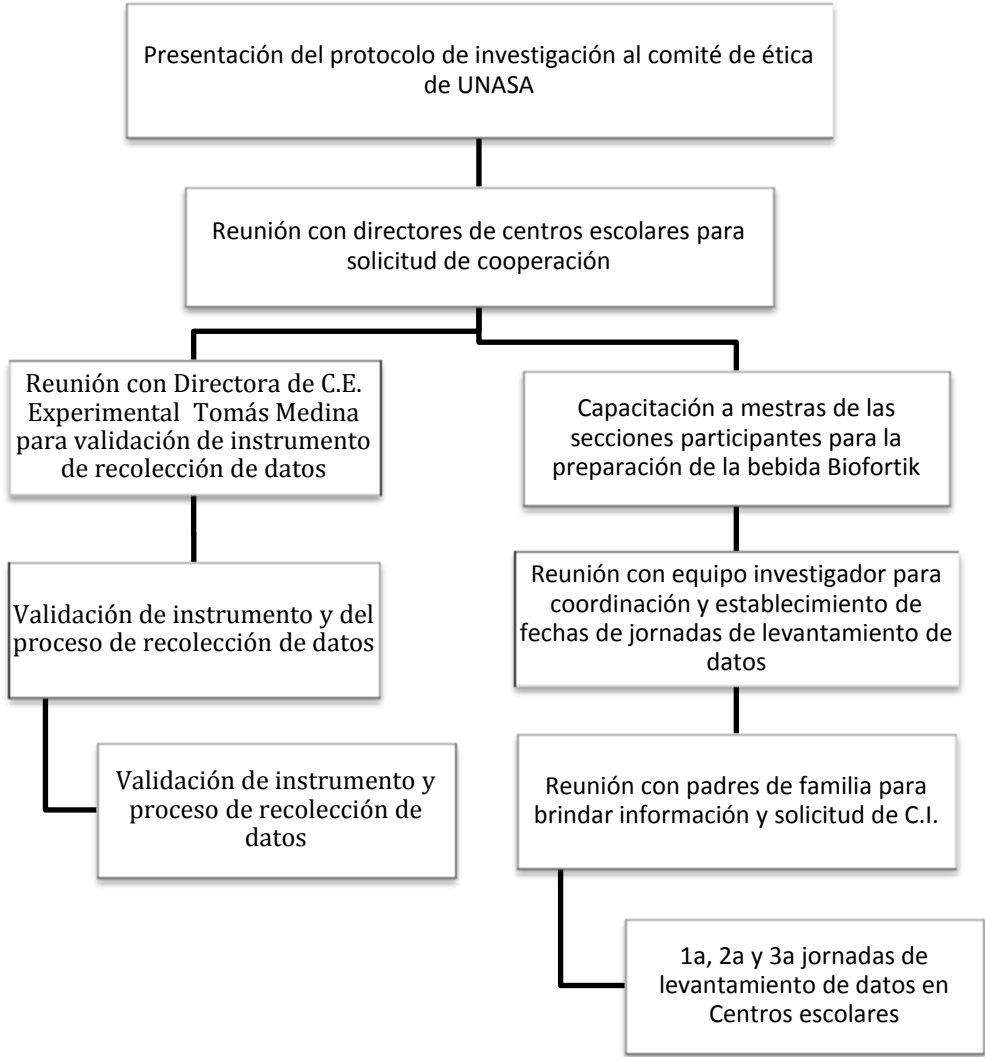 Presentación del protocolo de investigación al comité de ética
de UNASA
Reunión con directores de centros escolares para
solicitud de cooperación
Reunión con Directora de C.E.
Experimental Tomás Medina
para validación de instrumento
de recolección de datos
Validación de instrumento y del
proceso de recolección de datos
Validación de instrumento y
proceso de recolección de
datos
Capacitación a mestras de las
secciones participantes para la
preparación de la bebida Biofortik
Reunión con equipo investigador para
coordinación y establecimiento de
fechas de jornadas de levantamiento de
datos
Reunión con padres de familia para
brindar información y solicitud de C.I.
1a, 2a y 3a jornadas de
levantamiento de datos en
Centros escolares